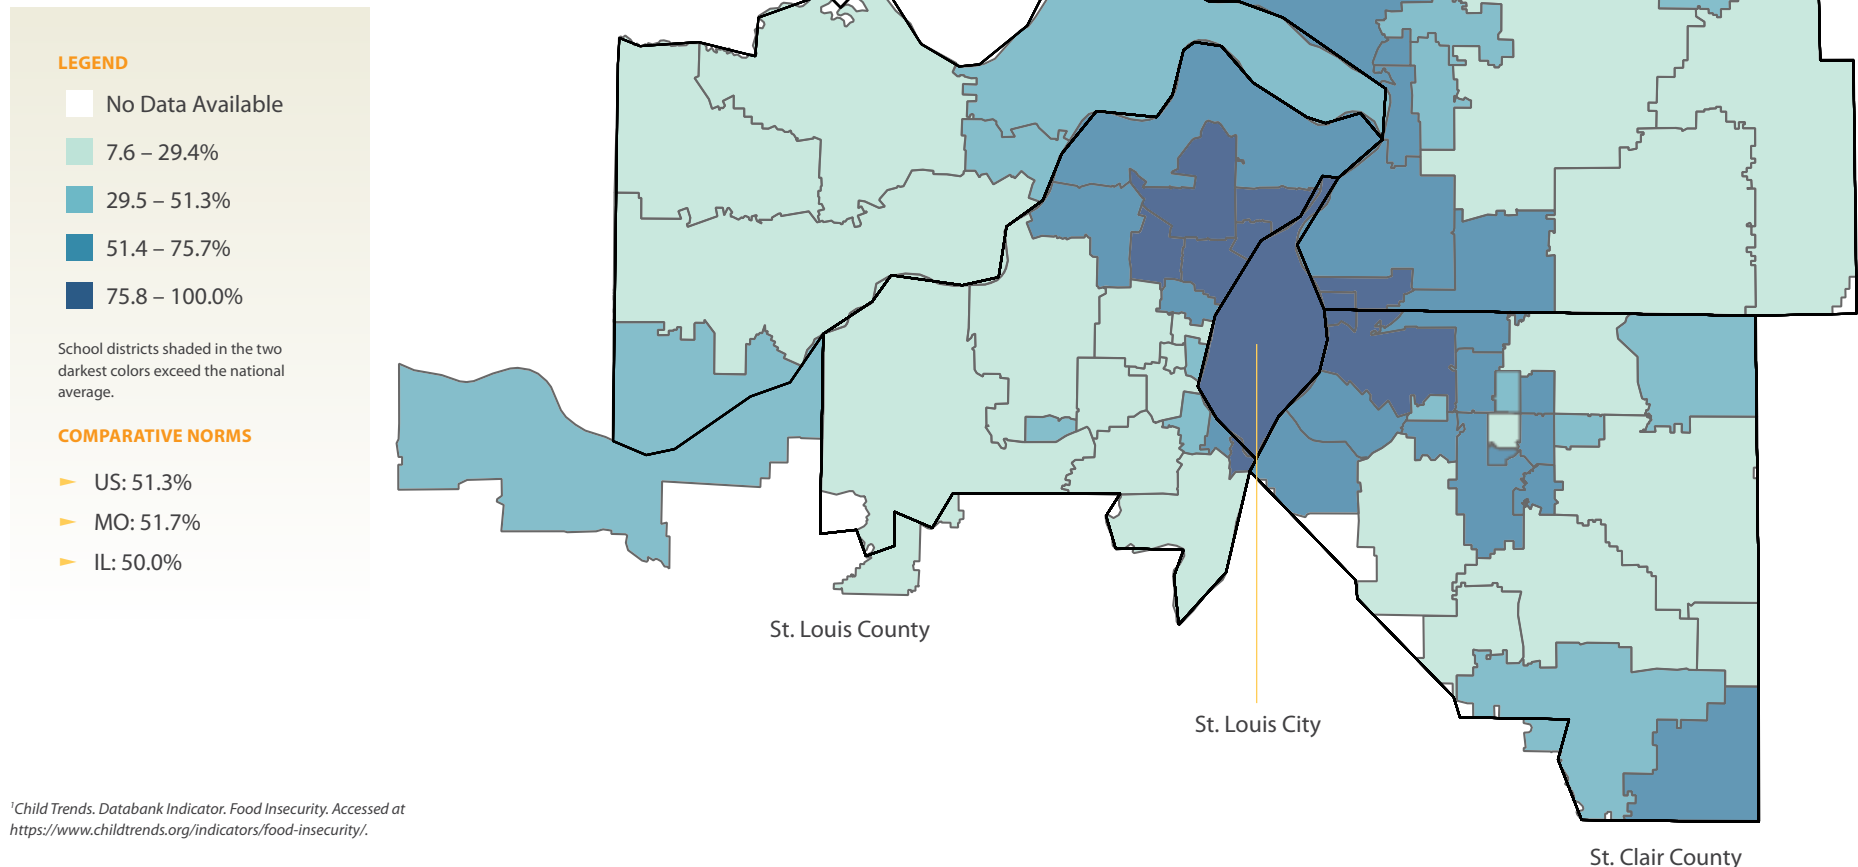 LEGEND
No Data Available
7.6 – 29.4%
29.5 – 51.3%
51.4 – 75.7%
75.8 – 100.0%
School districts shaded in the two
darkest colors exceed the national
average.
COMPARATIVE NORMS
US: 51.3%
MO: 51.7%
IL: 50.0%
St. Louis County
St. Louis City
St. Clair County
¹Child Trends. Databank Indicator. Food Insecurity. Accessed at
https://www.childtrends.org/indicators/food-insecurity/.